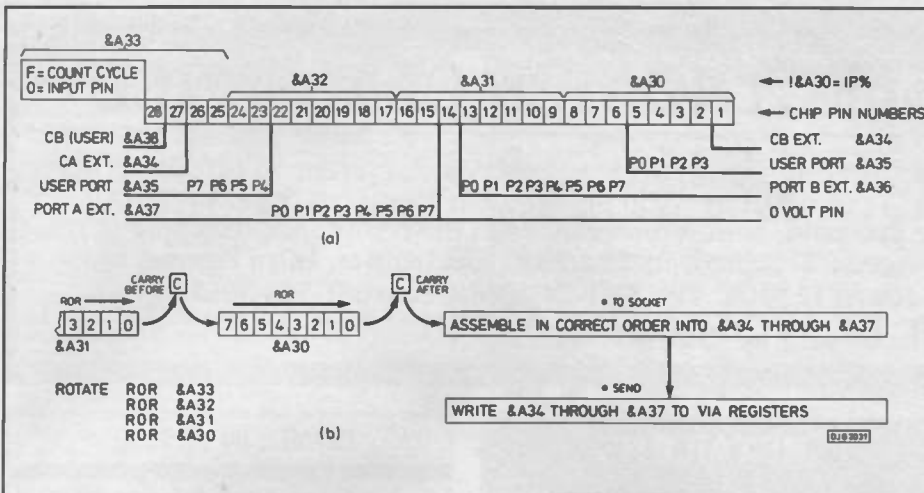 &A33
F = COUNT CYCLE
0 = INPUT PIN
&A32 &A31 &A30 ← !&A30 = IP%
28 27 26 25 24 23 22 21 20 19 18 17 16 15 14 13 12 11 10 9 8 7 6 5 4 3 2 1 ← CHIP PIN NUMBERS
CB (USER) &A38 CB EXT. &A34
CA EXT. &A34 P0 P1 P2 P3 USER PORT &A35
USER PORT &A35 P7 P6 P5 P4 P0 P1 P2 P3 P4 P5 P6 P7 PORT B EXT. &A36
PORT A EXT. &A37 P0 P1 P2 P3 P4 P5 P6 P7 0 VOLT PIN
(a)
CARRY BEFORE C C CARRY AFTER
ROR ROR
• TO SOCKET
3 2 1 0 7 6 5 4 3 2 1 0 ASSEMBLE IN CORRECT ORDER INTO &A34 THROUGH &A37
&A31 &A30
• SEND
ROTATE ROR &A33
ROR &A32
ROR &A31
ROR &A30
WRITE &A34 THROUGH &A37 TO VIA REGISTERS
(b)